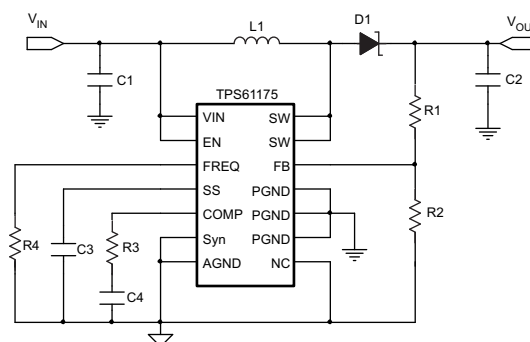 VIN
L1
D1
VOU
C1
C2
TPS61175
R1
VIN
SW
EN
SW
FREQ
FB
SS
PGND
COMP
PGND
R2
R4
C3
R3
Syn
PGND
AGND
NC
C4